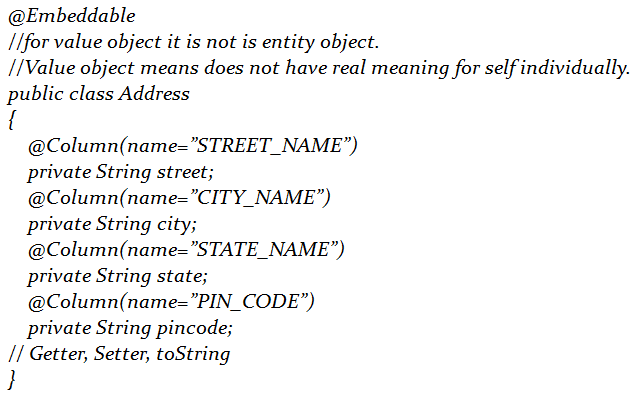 @Embeddable
//for value object it is not is entity object.
//Value object means does not have real meaning for self individually.
public class Address
{
@Column(name=”STREET_NAME”)
private String street;
@Column(name=”CITY_NAME”)
private String city;
@Column(name=”STATE_NAME”)
private String state;
@Column(name=”PIN_CODE”)
private String pincode;
// Getter, Setter, toString
}